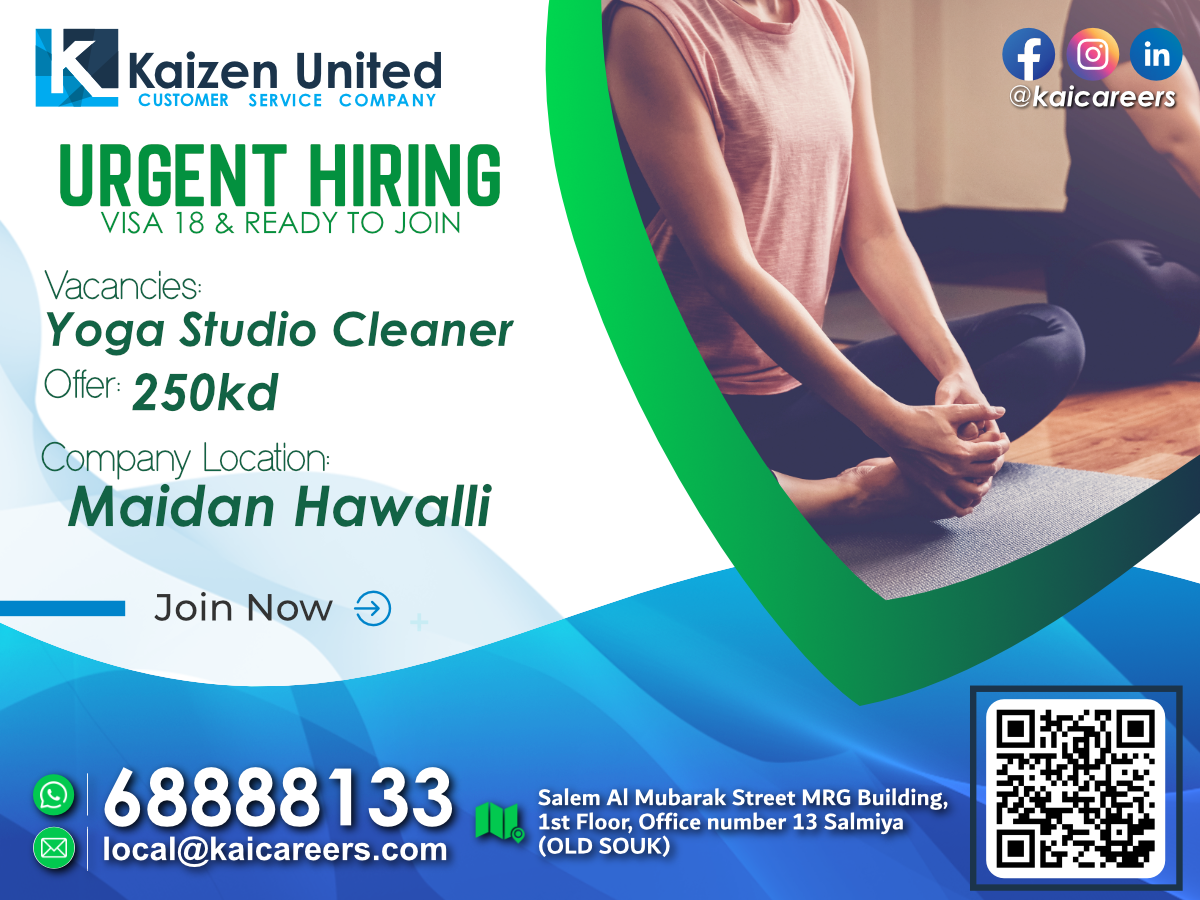 Kaizen United
CUSTOMER SERVICE COMPANY
@kaicareers
URGENT HIRING
VISA 18 & READY TO JOIN
Vacancies:
Yoga Studio Cleaner
Offer: 250kd
Company Location:
Maidan Hawalli
Join Now
68888133
local@kaicareers.com
Salem Al Mubarak Street MRG Building,
1st Floor, Office number 13 Salmiya
(OLD SOUK)